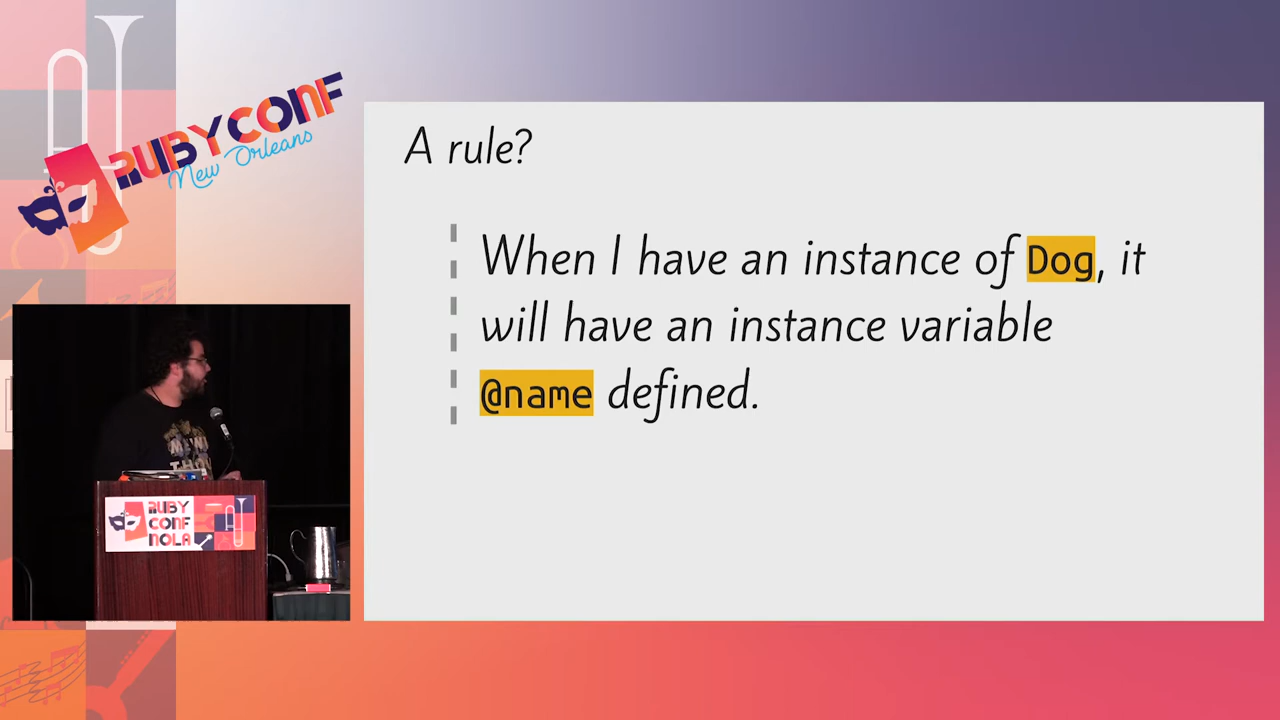 RUBYCONF
New Orleans
A rule?
When I have an instance of Dog, it
will have an instance variable
@name defined.
RUBY
CONF
NOLA